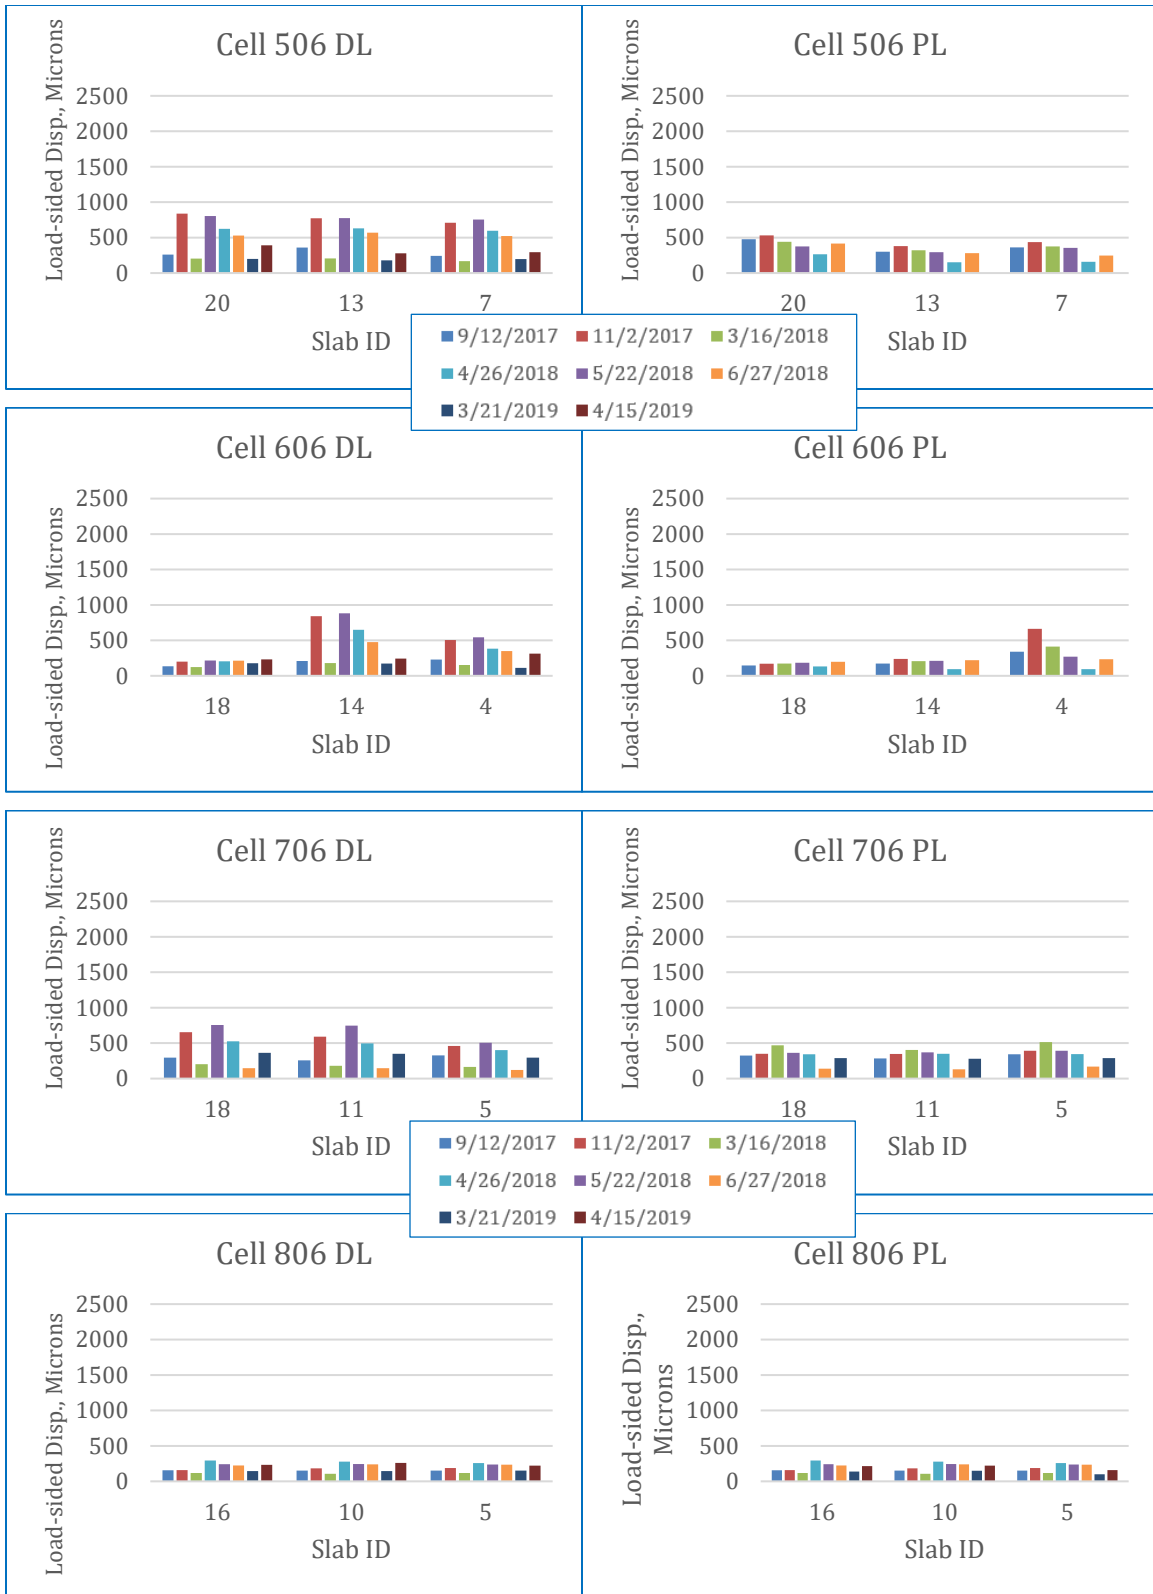 Cell 506 DL
Load-sided Disp., Microns
2500
2000
1500
1000
500
0
20 13 7
Slab ID
Cell 506 PL
Load-sided Disp., Microns
2500
2000
1500
1000
500
0
20 13 7
Slab ID
9/12/2017 11/2/2017 3/16/2018
4/26/2018 5/22/2018 6/27/2018
3/21/2019 4/15/2019
Cell 606 DL
Load-sided Disp., Microns
2500
2000
1500
1000
500
0
18 14 4
Slab ID
Cell 606 PL
Load-sided Disp., Microns
2500
2000
1500
1000
500
0
18 14 4
Slab ID
Cell 706 DL
Load-sided Disp., Microns
2500
2000
1500
1000
500
0
18 11 5
Slab ID
Cell 706 PL
Load-sided Disp., Microns
2500
2000
1500
1000
500
0
18 11 5
Slab ID
9/12/2017 11/2/2017 3/16/2018
4/26/2018 5/22/2018 6/27/2018
3/21/2019 4/15/2019
Cell 806 DL
Load-sided Disp., Microns
2500
2000
1500
1000
500
0
16 10 5
Slab ID
Cell 806 PL
Load-sided Disp.,
Microns
2500
2000
1500
1000
500
0
16 10 5
Slab ID